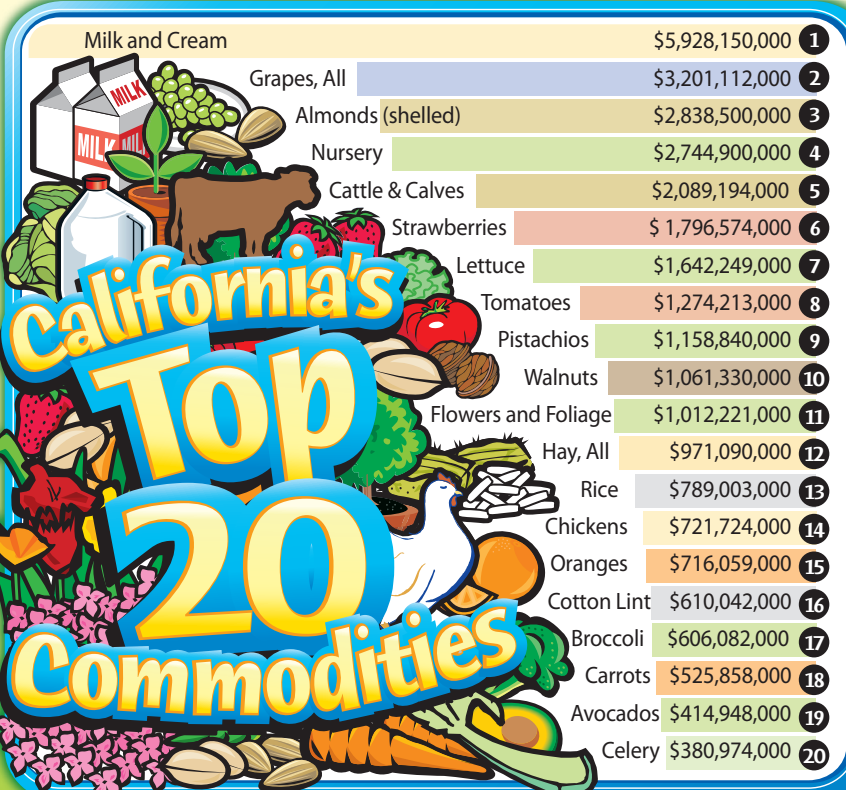 Milk and Cream $5,928,150,000 1
Grapes, All $3,201,112,000 2
Almonds (shelled) $2,838,500,000 3
Nursery $2,744,900,000 4
Cattle & Calves $2,089,194,000 5
Strawberries $ 1,796,574,000 6
Lettuce $1,642,249,000 7
Tomatoes $1,274,213,000 8
Pistachios $1,158,840,000 9
Walnuts $1,061,330,000 10
Flowers and Foliage $1,012,221,000 11
Hay, All $971,090,000 12
Rice $789,003,000 13
Chickens $721,724,000 14
Oranges $716,059,000 15
Cotton Lint $610,042,000 16
Broccoli $606,082,000 17
Carrots $525,858,000 18
Avocados $414,948,000 19
Celery $380,974,000 20
MILK
MILK MILK
California's
Top
20
Commodities